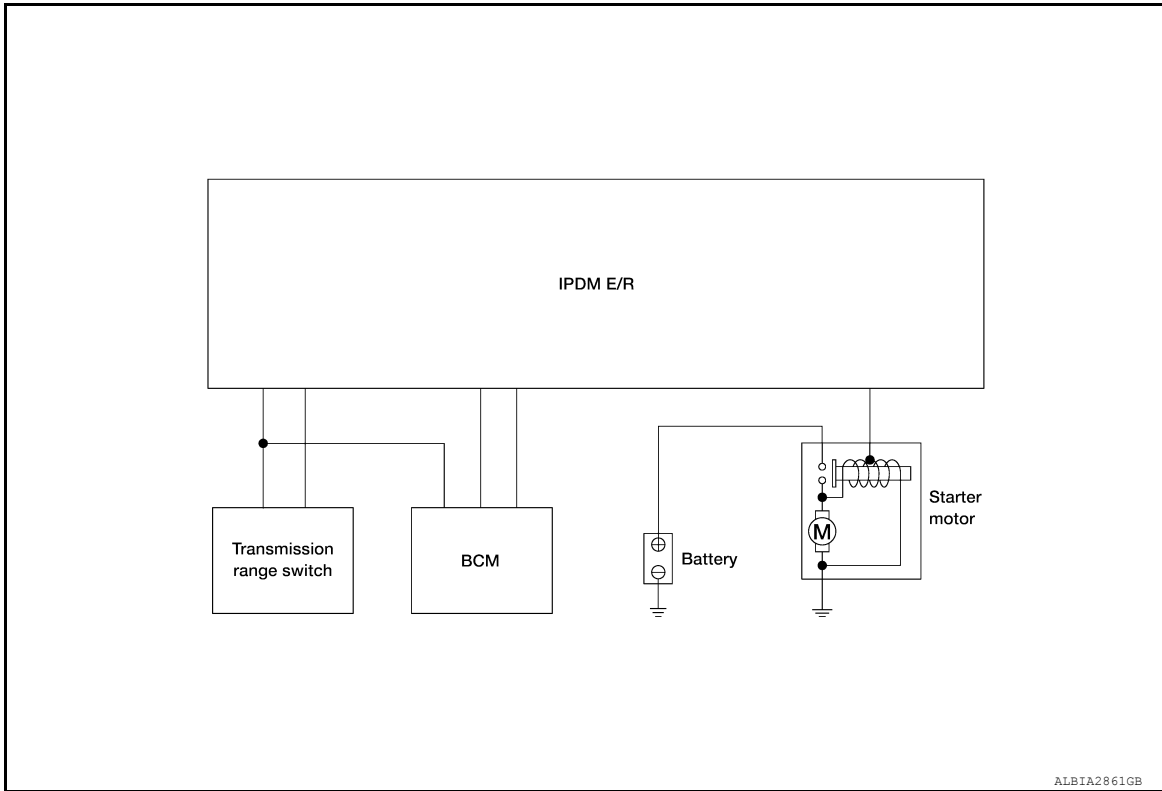 IPDM E/R
Transmission
range switch
BCM
Battery
M
Starter
motor
ALBIA2861GB